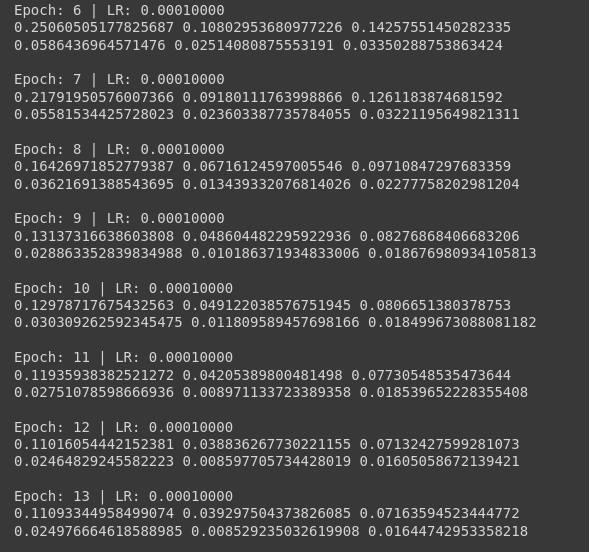 Epoch: 6 | LR: 0.00010000
0.25060505177825687 0.10802953680977226 0.14257551450282335
0.0586436964571476 0.02514080875553191 0.03350288753863424
Epoch: 7 | LR: 0.00010000
0.21791950576007366 0.09180111763998866 0.1261183874681592
0.05581534425728023 0.023603387735784055 0.03221195649821311
Epoch: 8 | LR: 0.00010000
0.16426971852779387 0.06716124597005546 0.09710847297683359
0.03621691388543695 0.013439332076814026 0.02277758202981204
Epoch: 9 | LR: 0.00010000
0.13137316638603808 0.048604482295922936 0.08276868406683206
0.028863352839834988 0.010186371934833006 0.018676980934105813
Epoch: 10 | LR: 0.00010000
0.12978717675432563 0.049122038576751945 0.0806651380378753
0.030309262592345475 0.011809589457698166 0.018499673088081182
Epoch: 11 | LR: 0.00010000
0.11935938382521272 0.04205389800481498 0.07730548535473644
0.02751078598666936 0.008971133723389358 0.018539652228355408
Epoch: 12 | LR: 0.00010000
0.11016054442152381 0.038836267730221155 0.07132427599281073
0.02464829245582223 0.008597705734428019 0.01605058672139421
Epoch: 13 | LR: 0.00010000
0.11093344958499074 0.039297504373826085 0.07163594523444772
0.024976664618588985 0.008529235032619908 0.01644742953358218